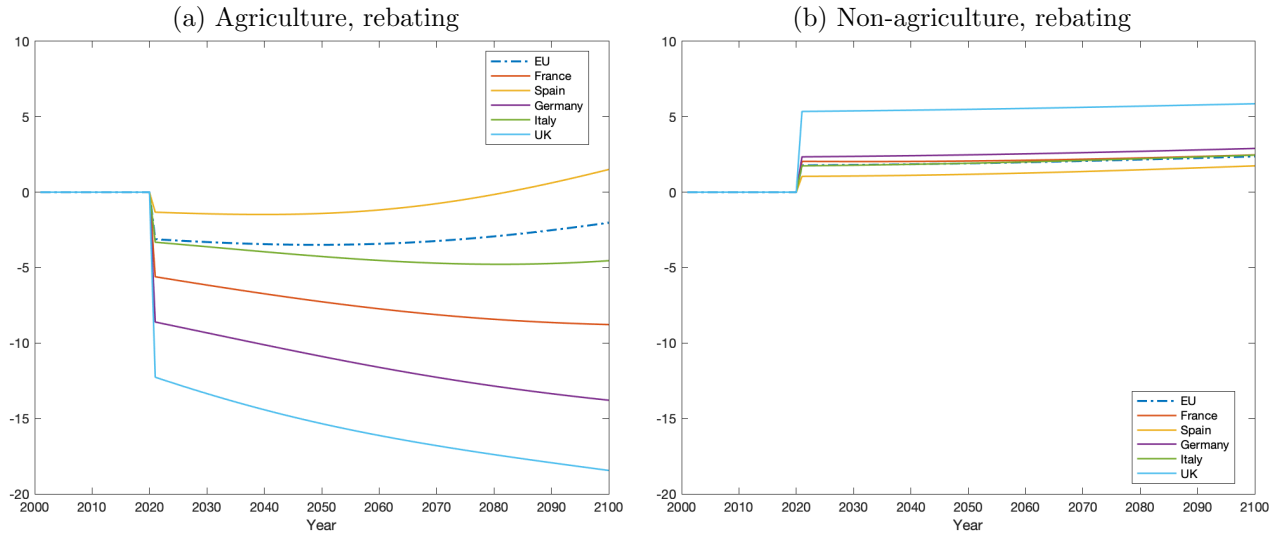 (a) Agriculture, rebating
10
5
0
-5
-10
-15
-20
2000 2010 2020 2030 2040 2050 2060 2070 2080 2090 2100
Year
EU
France
Spain
Germany
Italy
UK
(b) Non-agriculture, rebating
10
5
0
-5
-10
-15
-20
2000 2010 2020 2030 2040 2050 2060 2070 2080 2090 2100
Year
EU
France
Spain
Germany
Italy
UK